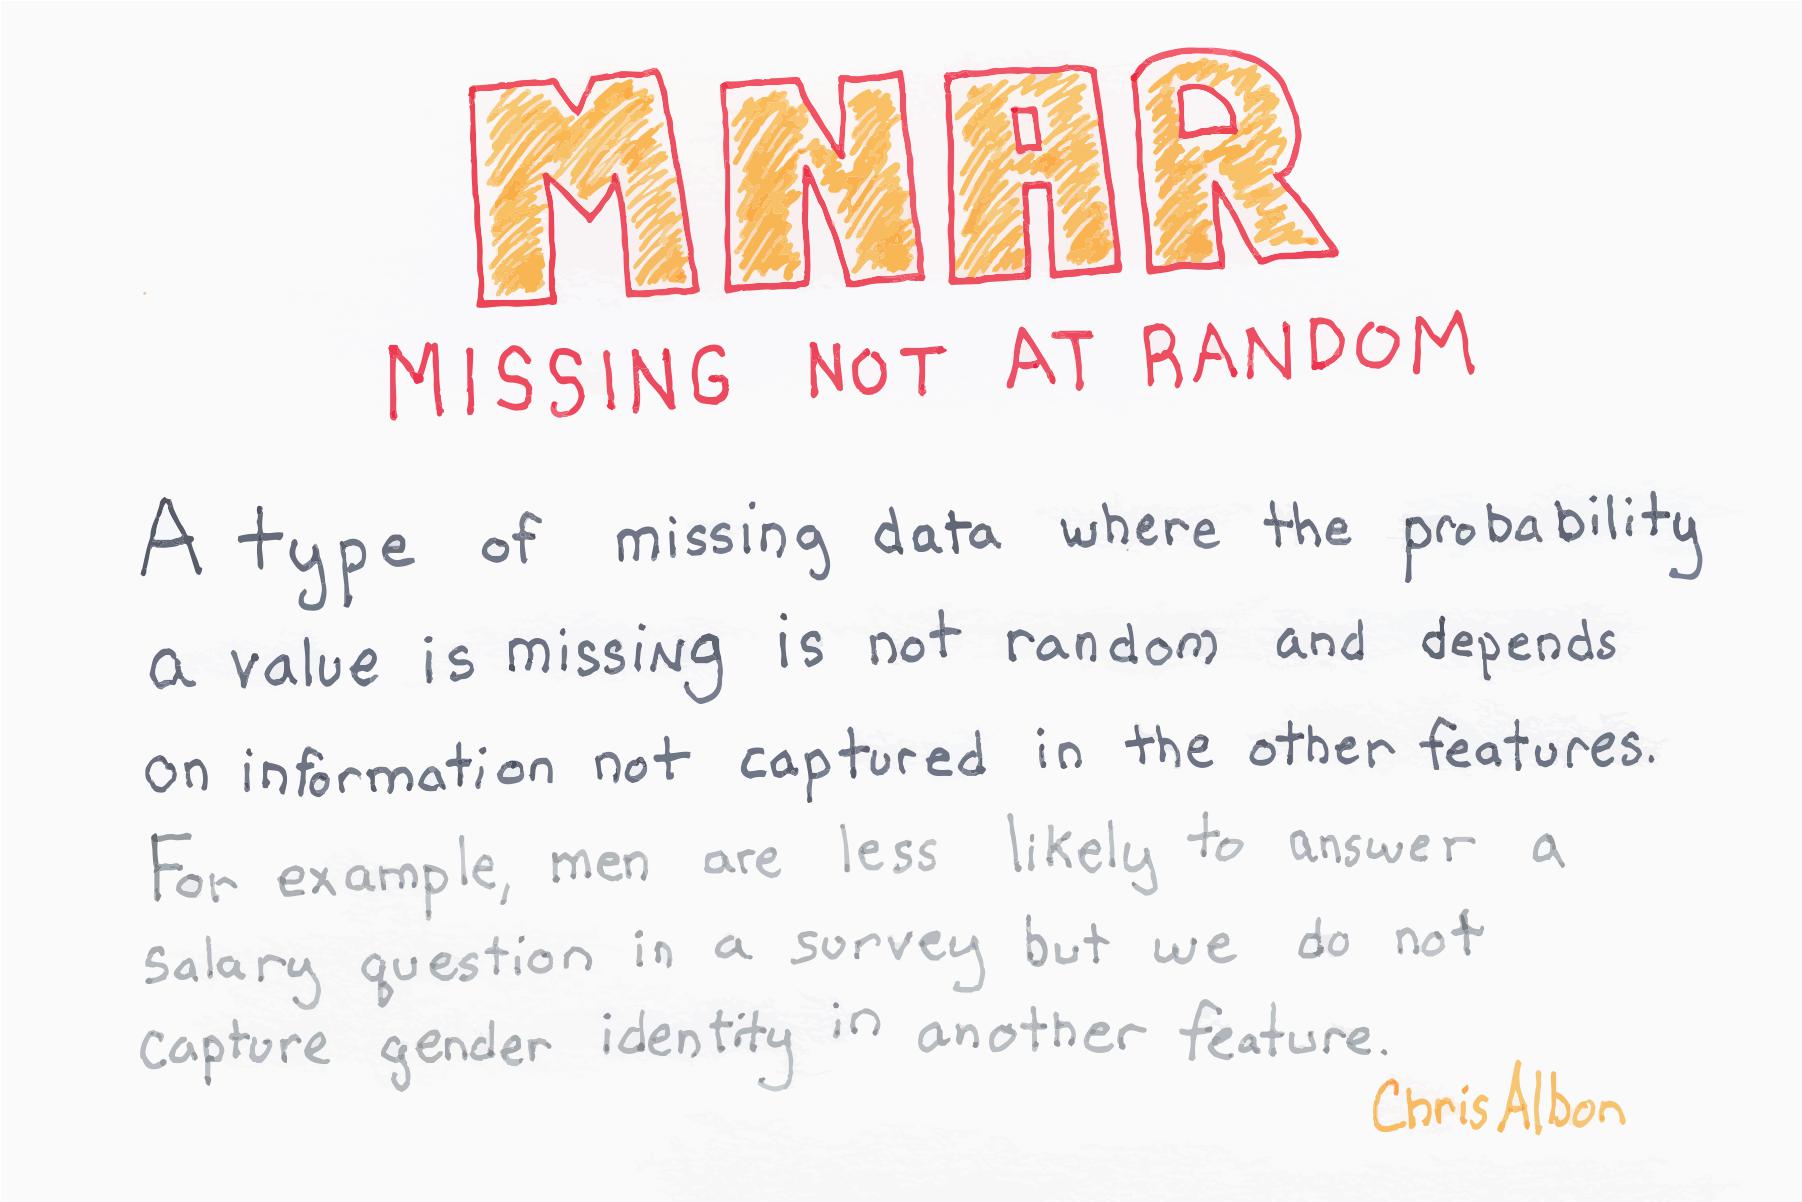 MNAR
MISSING NOT AT RANDOM
A type of missing data where the probability
a value is missing is not random and depends
on information not captured in the other features.
For example, men are less likely to answer a
salary question in a survey but we do not
capture gender identity in another feature.
Chris Albon